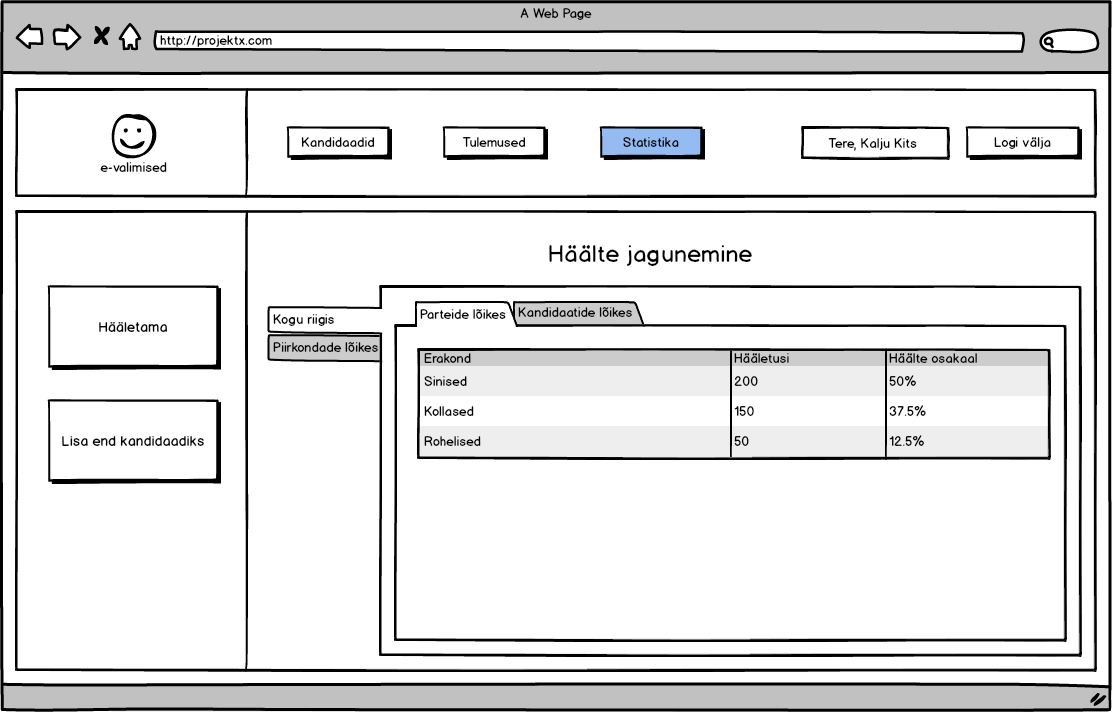 A Web Page
http://projektx.com
e-valimised
Kandidaadid
Tulemused
Statistika
Tere, Kalju Kits
Logi välja
Hääletama
Lisa end kandidaadiks
Häälte jagunemine
Kogu riigis
Piirkondade lõikes
Parteide lõikes
Kandidaatide lõikes
Erakond Hääletusi Häälte osakaal
Sinised 200 50%
Kollased 150 37.5%
Rohelised 50 12.5%